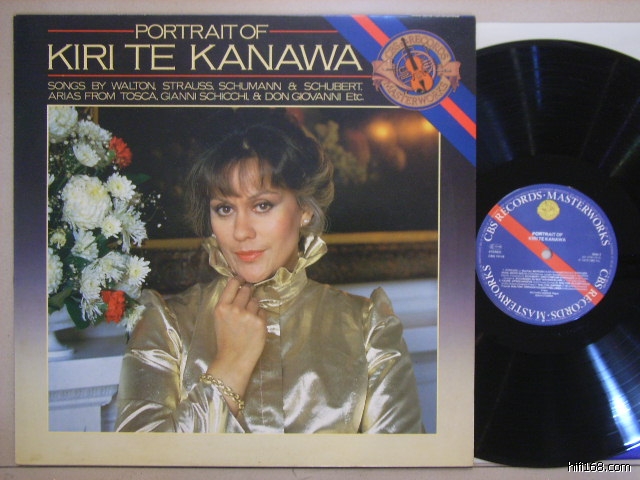 PORTRAIT OF
KIRI TE KANAWA
SONGS BY WALTON, STRAUSS, SCHUMANN & SCHUBERT,
ARIAS FROM TOSCA, GIANNI SCHICCHI, & DON GIOVANNI Etc.
CBS RECORDS
MASTERWORKS
CBS RECORDS · MASTERWORKS
PORTRAIT OF
KIRI TE KANAWA
CBS RECORDS · MASTERWORKS
hifi168.com